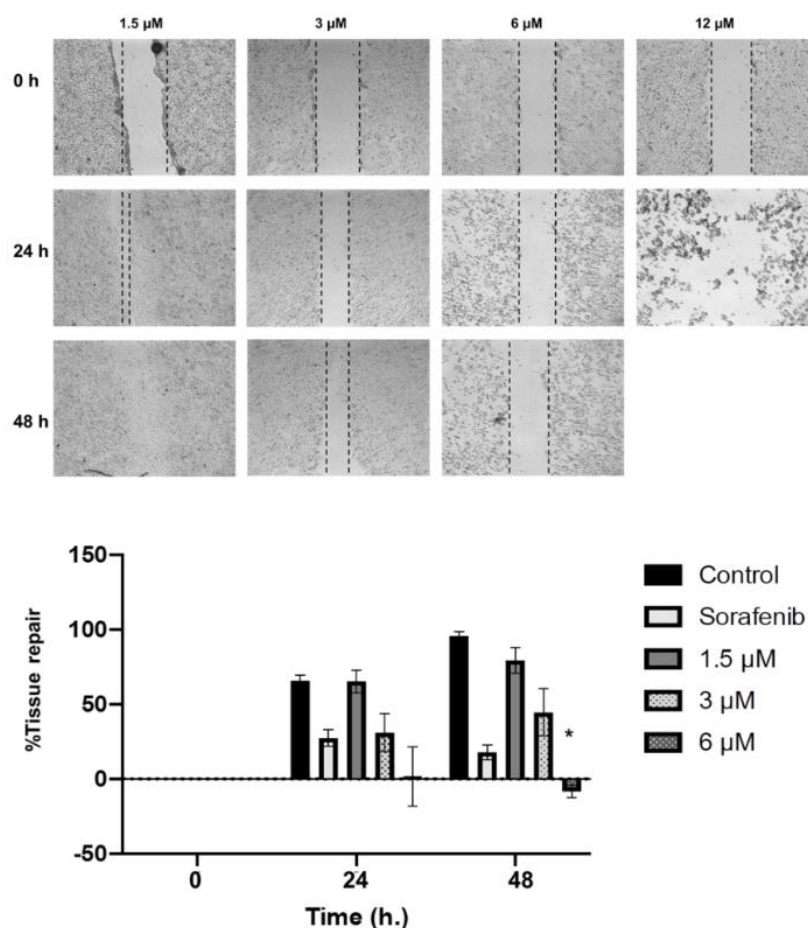 1.5 µM 3 µM 6 µM 12 µM
0 h
24 h
48 h
150
100
50
0
-50
%Tissue repair
0 24 48
Time (h.)
*
Control
Sorafenib
1.5 µM
3 µM
6 µM